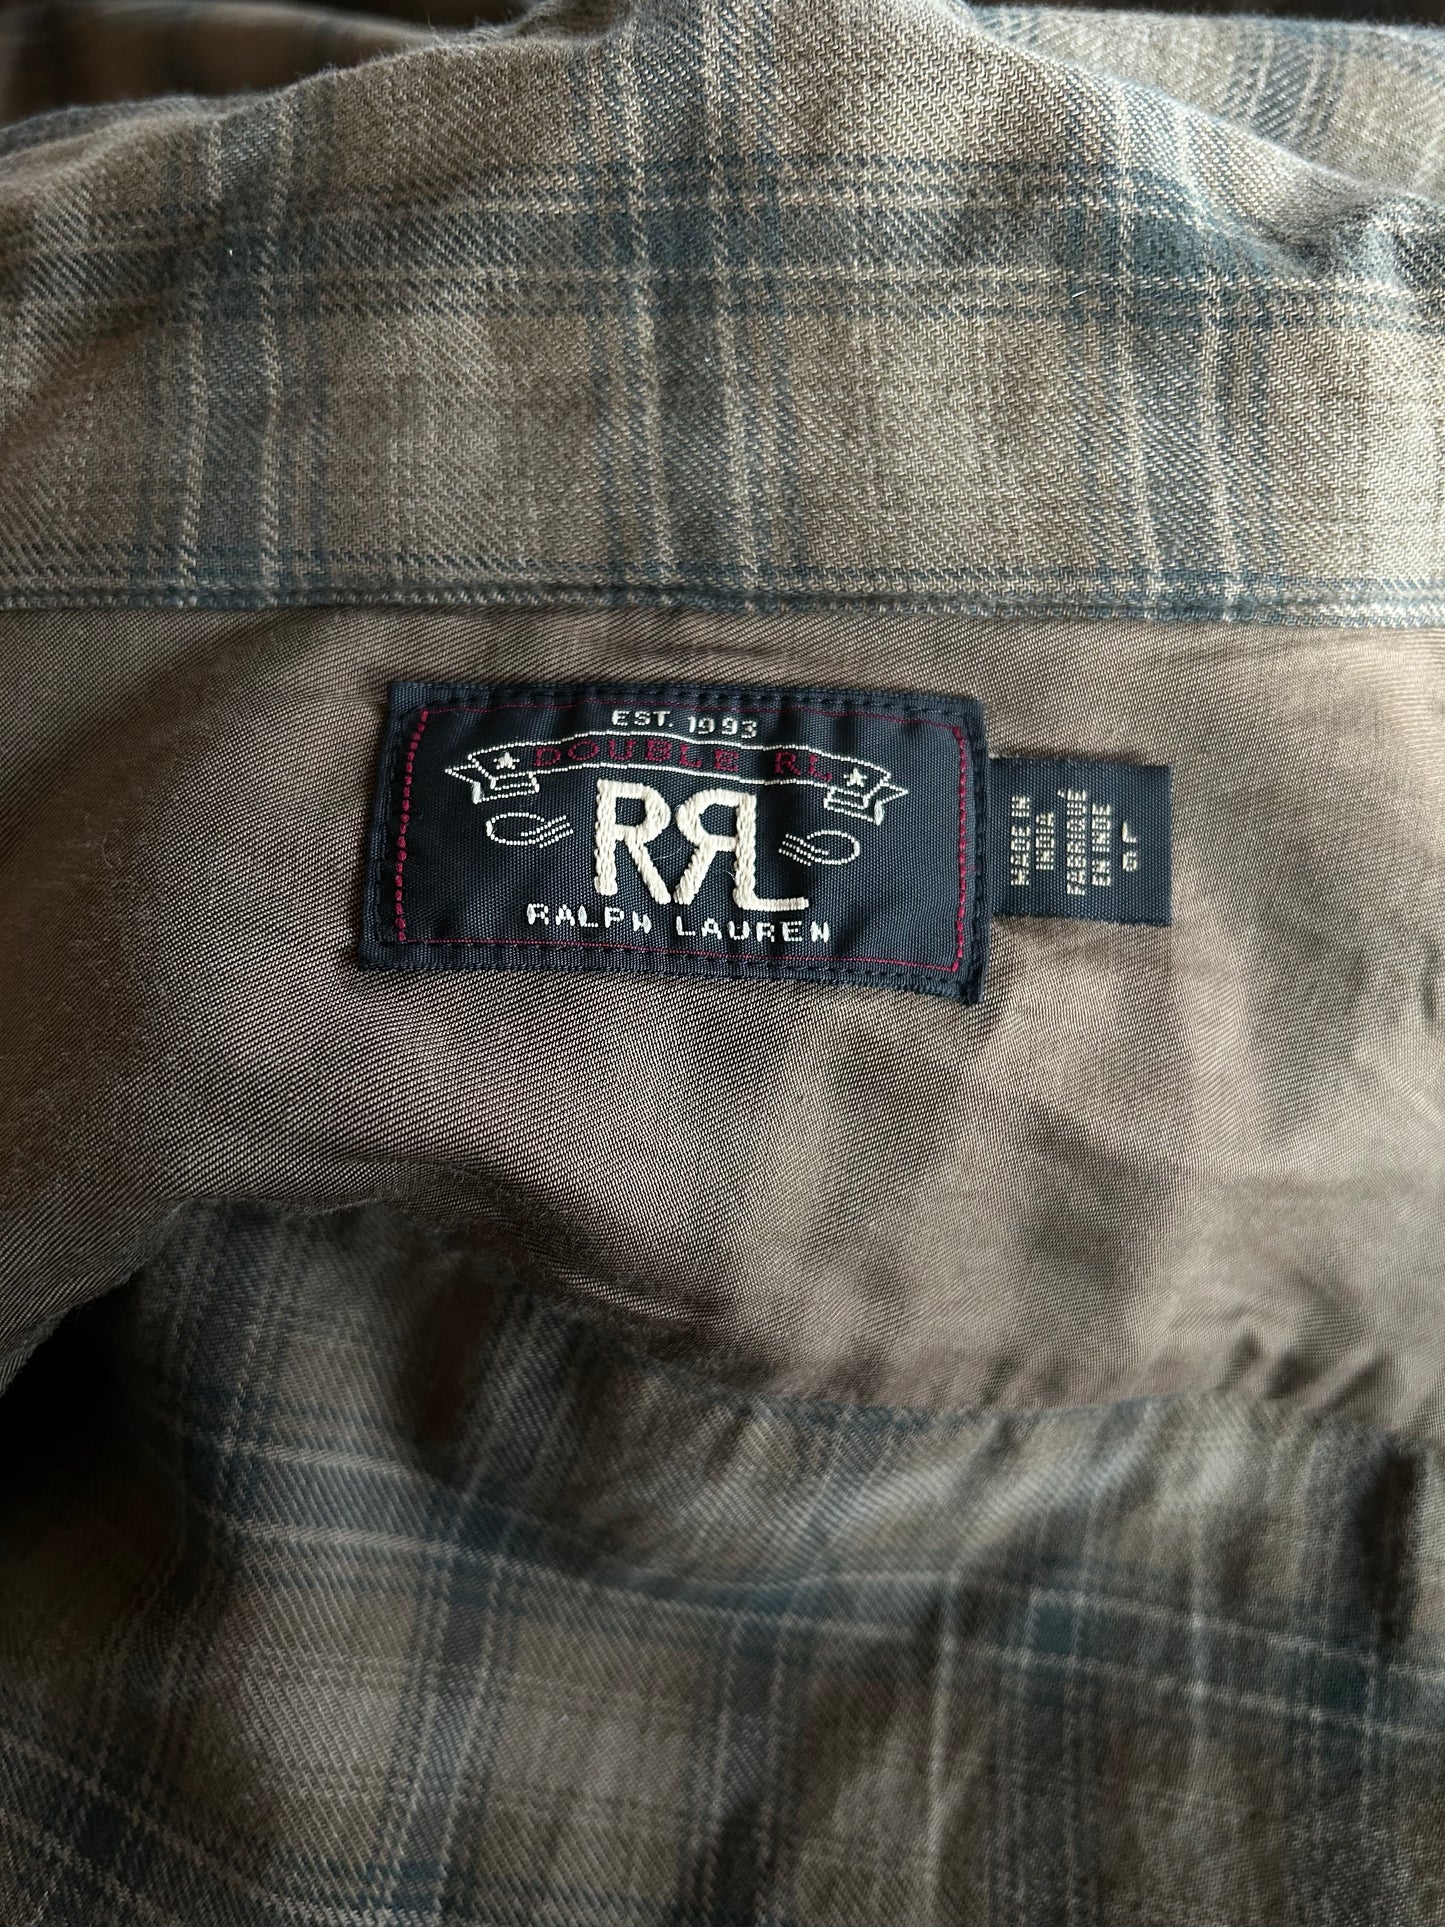 EST. 1993
DOUBLE RL
RRL
RALPH LAUREN
MADE IN
INDIA
FABRIQUÉ
EN INDE